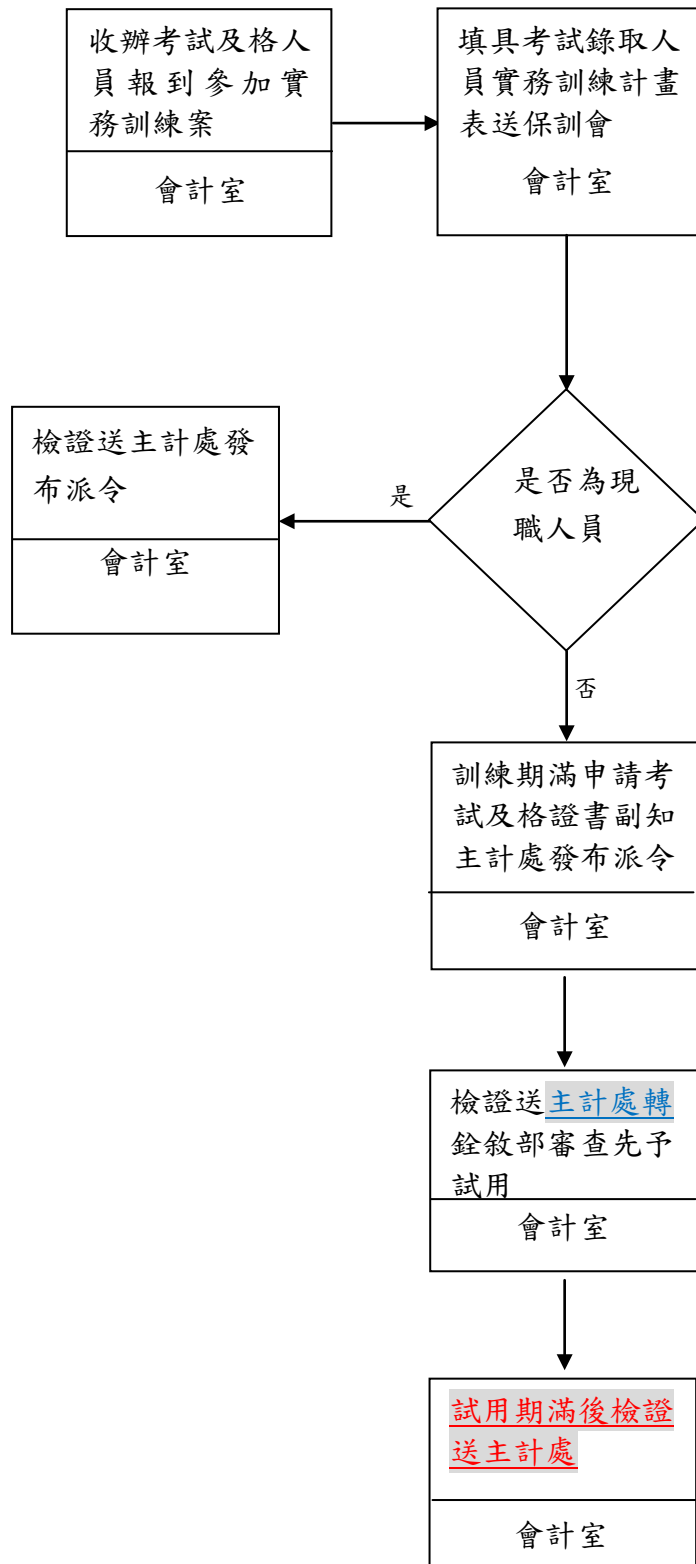 收辦考試及格人
員報到參加實
務訓練案
會計室
填具考試錄取人
員實務訓練計畫
表送保訓會
會計室
是否為現
職人員
是
檢證送主計處發
布派令
會計室
否
訓練期滿申請考
試及格證書副知
主計處發布派令
會計室
檢證送主計處轉
銓敘部審查先予
試用
會計室
試用期滿後檢證
送主計處
會計室